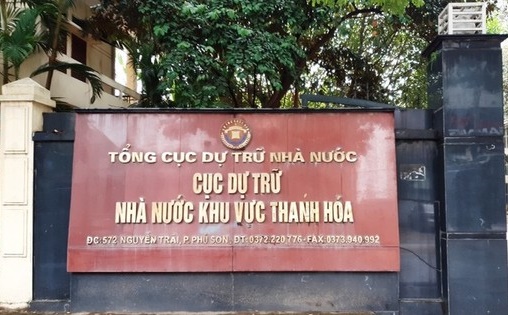 TỔNG CỤC DỰ TRỮ NHÀ NƯỚC
CỤC DỰ TRỮ
NHÀ NƯỚC KHU VỰC THANH HÓA
ĐC: 572 NGUYỄN TRÃI, P. PHÚ SƠN - ĐT: 0372.220.776 - FAX: 0373.940.992